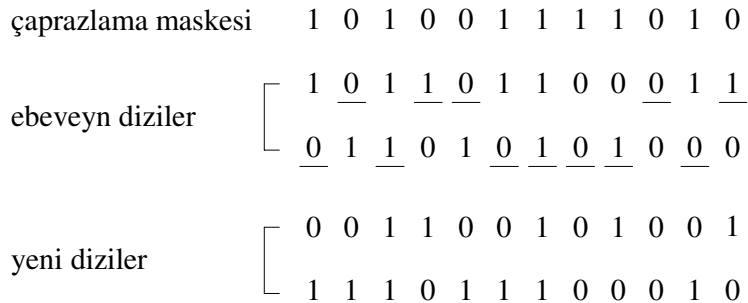 çaprazlama maskesi 1 0 1 0 0 1 1 1 1 0 1 0
1 0 1 1 0 1 1 0 0 0 1 1
ebeveyn diziler
0 1 1 0 1 0 1 0 1 0 0 0
0 0 1 1 0 0 1 0 1 0 0 1
yeni diziler
1 1 1 0 1 1 1 0 0 0 1 0